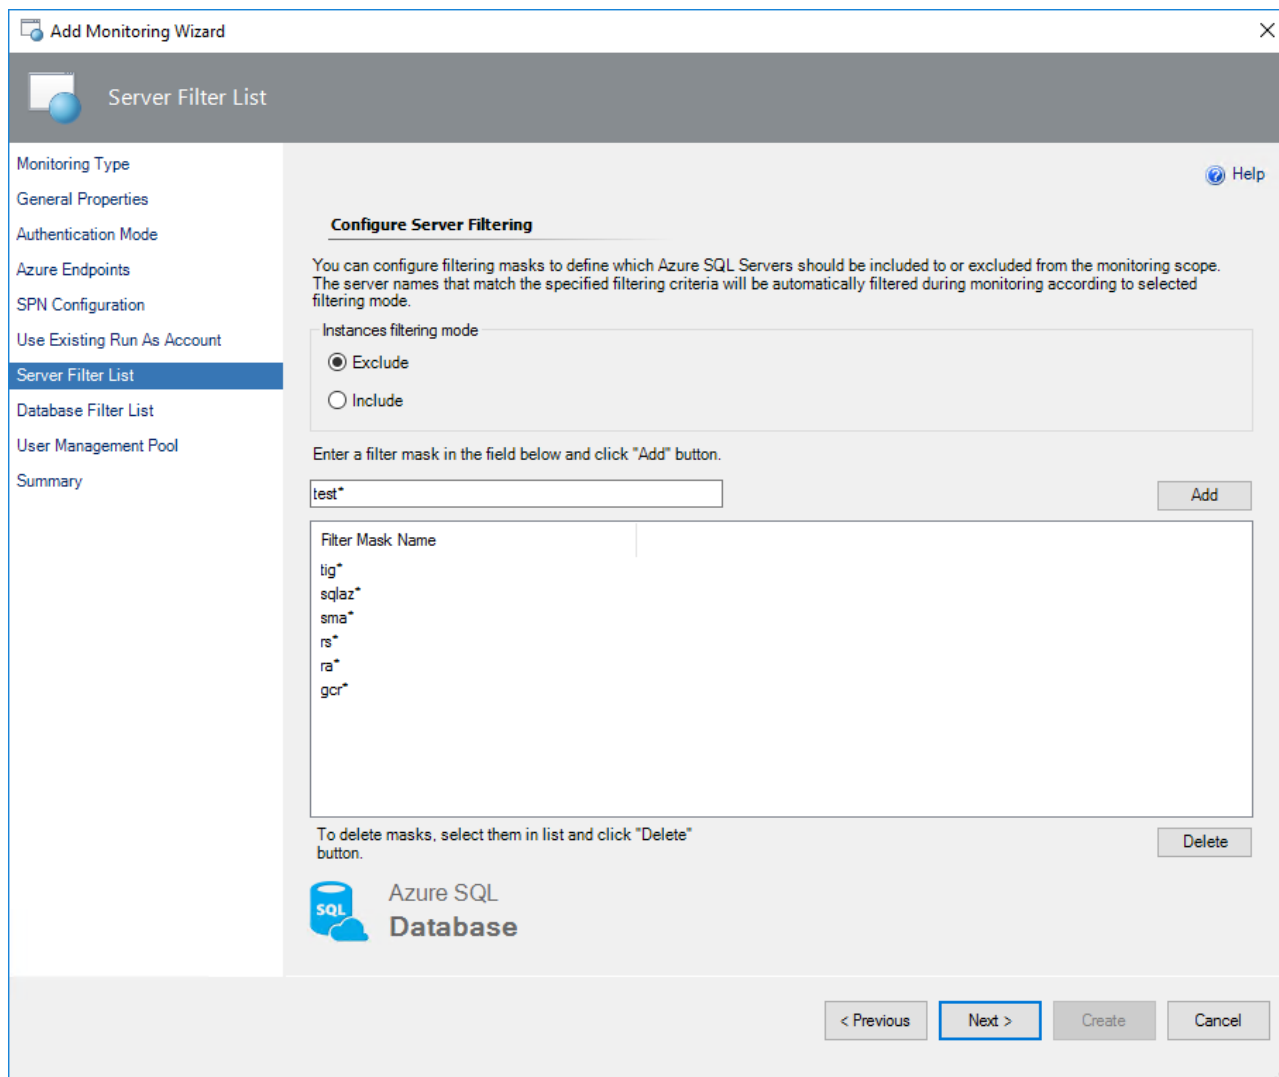 Add Monitoring Wizard
Server Filter List
Monitoring Type
General Properties
Authentication Mode
Azure Endpoints
SPN Configuration
Use Existing Run As Account
Server Filter List
Database Filter List
User Management Pool
Summary
Help
Configure Server Filtering
You can configure filtering masks to define which Azure SQL Servers should be included to or excluded from the monitoring scope.
The server names that match the specified filtering criteria will be automatically filtered during monitoring according to selected
filtering mode.
Instances filtering mode
Exclude
Include
Enter a filter mask in the field below and click "Add" button.
test*
Add
Filter Mask Name
tig*
sqlaz*
sma*
rs*
ra*
gcr*
To delete masks, select them in list and click "Delete"
button.
Delete
SQL
Azure SQL
Database
< Previous
Next >
Create
Cancel